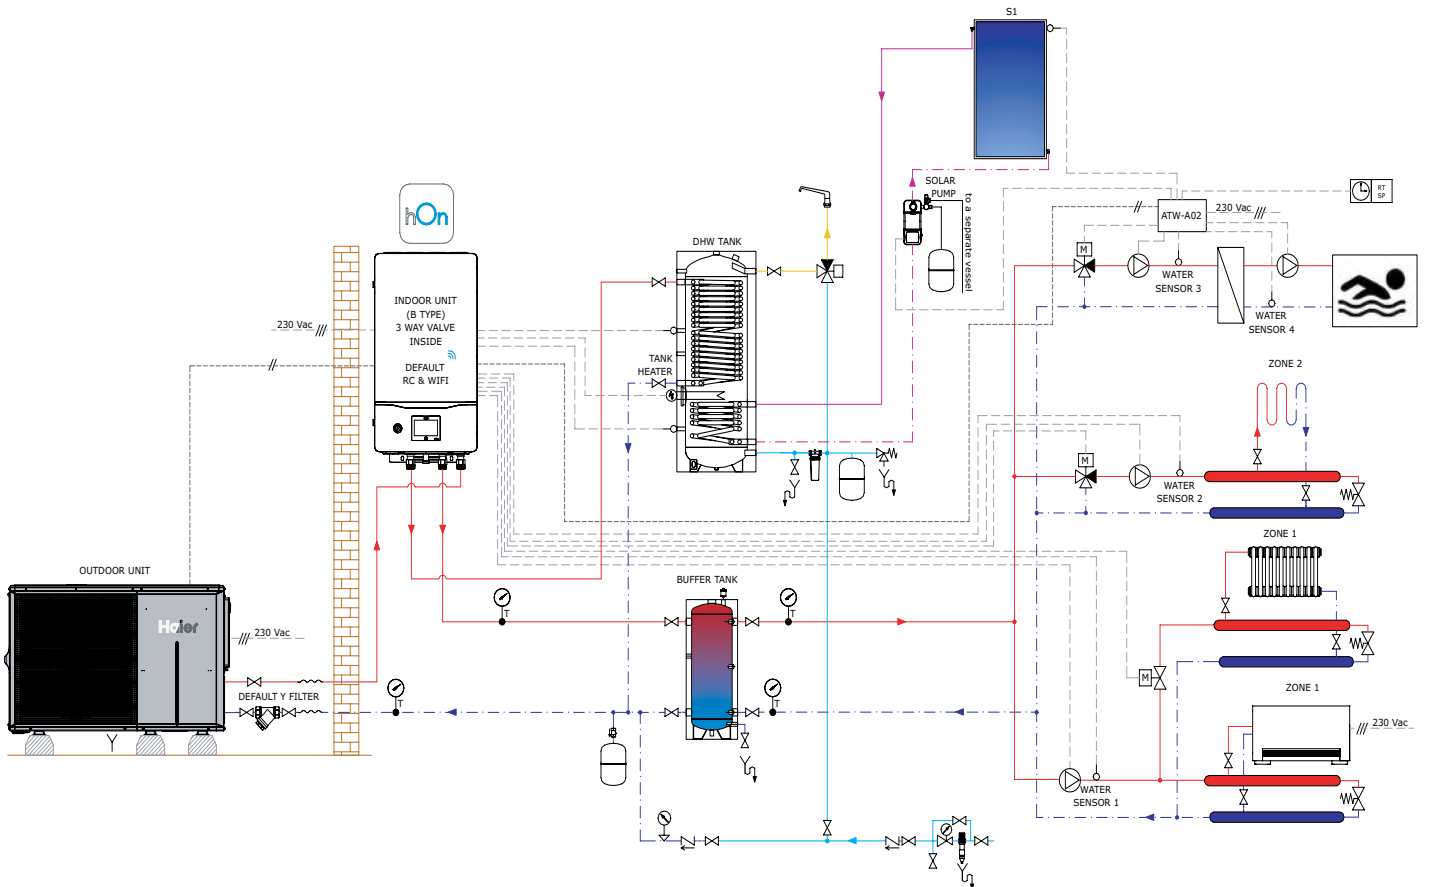 S1
hOn
SOLAR
PUMP
to a separate vessel
RT
SP
ATW-A02
230 Vac
DHW TANK
M
WATER
SENSOR 3
WATER
SENSOR 4
INDOOR UNIT
(B TYPE)
3 WAY VALVE
INSIDE
DEFAULT
RC & WIFI
230 Vac
TANK
HEATER
ZONE 2
M
WATER
SENSOR 2
ZONE 1
OUTDOOR UNIT
BUFFER TANK
T
T
Haier
230 Vac
M
DEFAULT Y FILTER
T
T
ZONE 1
230 Vac
WATER
SENSOR 1